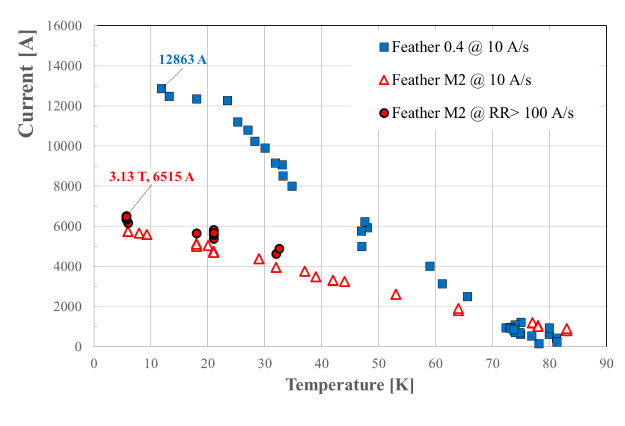 Current [A]
16000
14000
12000
10000
8000
6000
4000
2000
0
12863 A
3.13 T, 6515 A
Feather 0.4 @ 10 A/s
Feather M2 @ 10 A/s
Feather M2 @ RR> 100 A/s
0 10 20 30 40 50 60 70 80 90
Temperature [K]